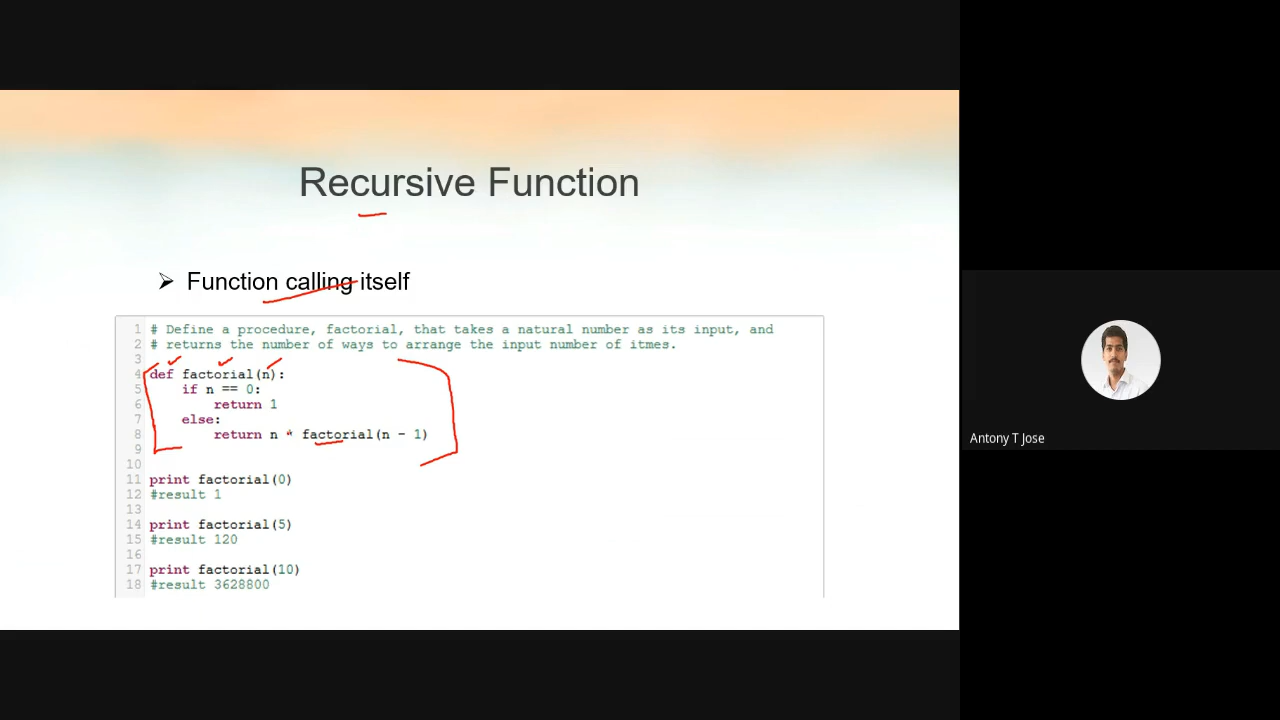 Recursive Function
➢ Function calling itself
1 # Define a procedure, factorial, that takes a natural number as its input, and
2 # returns the number of ways to arrange the input number of itmes.
3
4 def factorial(n):
5     if n == 0:
6         return 1
7     else:
8         return n * factorial(n - 1)
9
10
11 print factorial(0)
12 #result 1
13
14 print factorial(5)
15 #result 120
16
17 print factorial(10)
18 #result 3628800
Antony T Jose